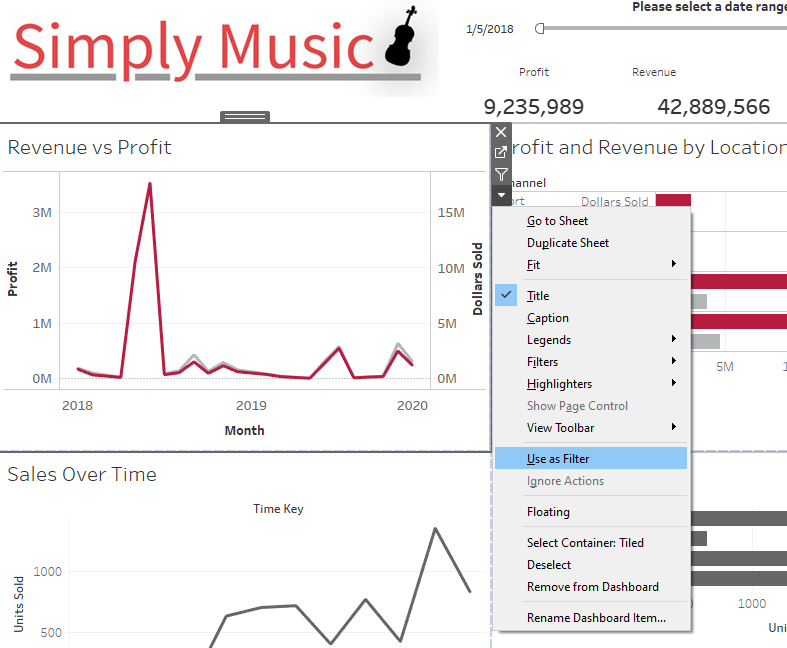 Simply Music
Please select a date range
1/5/2018
Profit
Revenue
9,235,989
42,889,566
Revenue vs Profit
3M
2M
1M
0M
Profit
15M
10M
5M
0M
Dollars Sold
2018
2019
2020
Month
rofit and Revenue by Location
hannel
ort
Dollars Sold
5M
1
Go to Sheet
Duplicate Sheet
Fit
Title
Caption
Legends
Filters
Highlighters
Show Page Control
View Toolbar
Use as Filter
Ignore Actions
Floating
Select Container: Tiled
Deselect
Remove from Dashboard
Rename Dashboard Item...
Sales Over Time
Time Key
1000
500
Units Sold
1000
Uni